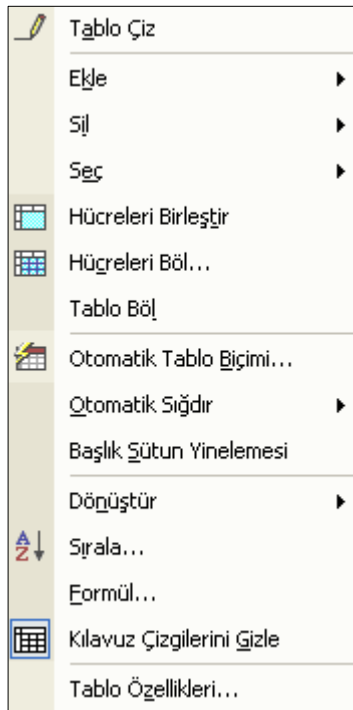 Tablo Çiz
Ekle
Sil
Seç
Hücreleri Birleştir
Hücreleri Böl...
Tablo Böl
Otomatik Tablo Biçimi...
Otomatik Sığdır
Başlık Sütun Yinelemesi
Dönüştür
Sırala...
Formül...
Kılavuz Çizgilerini Gizle
Tablo Özellikleri...